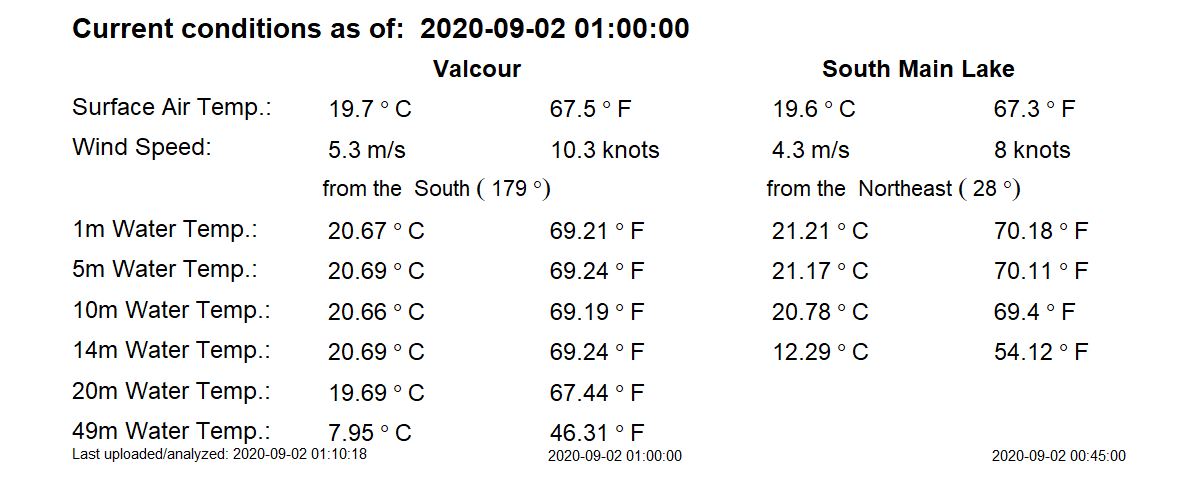 Current conditions as of: 2020-09-02 01:00:00
Valcour South Main Lake
Surface Air Temp.: 19.7 ° C 67.5 ° F 19.6 ° C 67.3 ° F
Wind Speed: 5.3 m/s 10.3 knots 4.3 m/s 8 knots
from the South ( 179 °) from the Northeast ( 28 °)
1m Water Temp.: 20.67 ° C 69.21 ° F 21.21 ° C 70.18 ° F
5m Water Temp.: 20.69 ° C 69.24 ° F 21.17 ° C 70.11 ° F
10m Water Temp.: 20.66 ° C 69.19 ° F 20.78 ° C 69.4 ° F
14m Water Temp.: 20.69 ° C 69.24 ° F 12.29 ° C 54.12 ° F
20m Water Temp.: 19.69 ° C 67.44 ° F
49m Water Temp.: 7.95 ° C 46.31 ° F
Last uploaded/analyzed: 2020-09-02 01:10:18 2020-09-02 01:00:00 2020-09-02 00:45:00